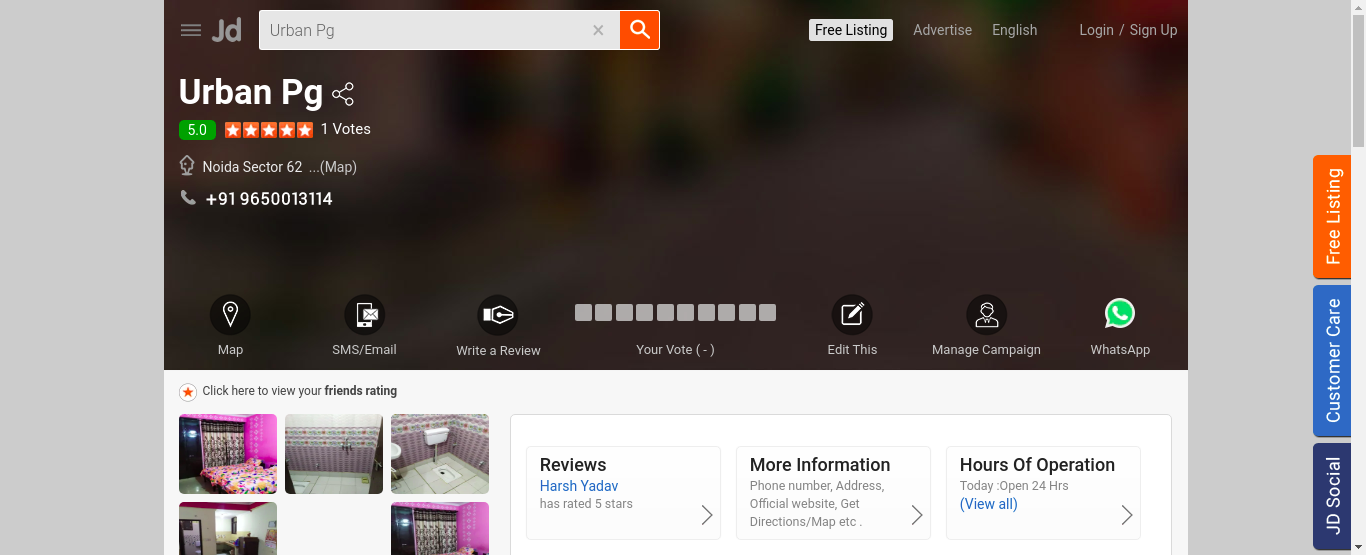 Jd
Urban Pg
Free Listing
Advertise
English
Login / Sign Up
Urban Pg
5.0
1 Votes
Noida Sector 62 ...(Map)
+91 9650013114
Map
SMS/Email
Write a Review
Your Vote ( - )
Edit This
Manage Campaign
WhatsApp
Click here to view your friends rating
Reviews
Harsh Yadav
has rated 5 stars
More Information
Phone number, Address,
Official website, Get
Directions/Map etc .
Hours Of Operation
Today :Open 24 Hrs
(View all)
Free Listing
Customer Care
JD Social